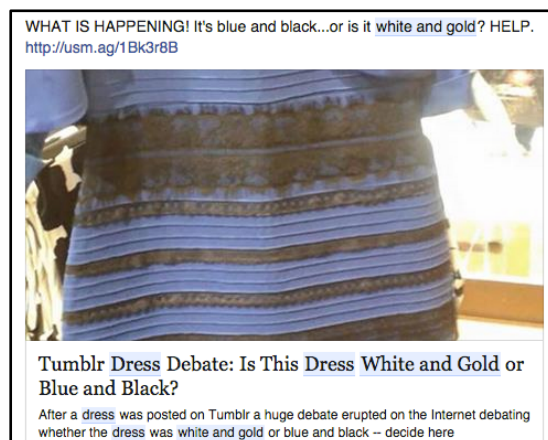 WHAT IS HAPPENING! It's blue and black...or is it white and gold? HELP.
http://usm.ag/1Bk3r8B
Tumblr Dress Debate: Is This Dress White and Gold or
Blue and Black?
After a dress was posted on Tumblr a huge debate erupted on the Internet debating
whether the dress was white and gold or blue and black -- decide here